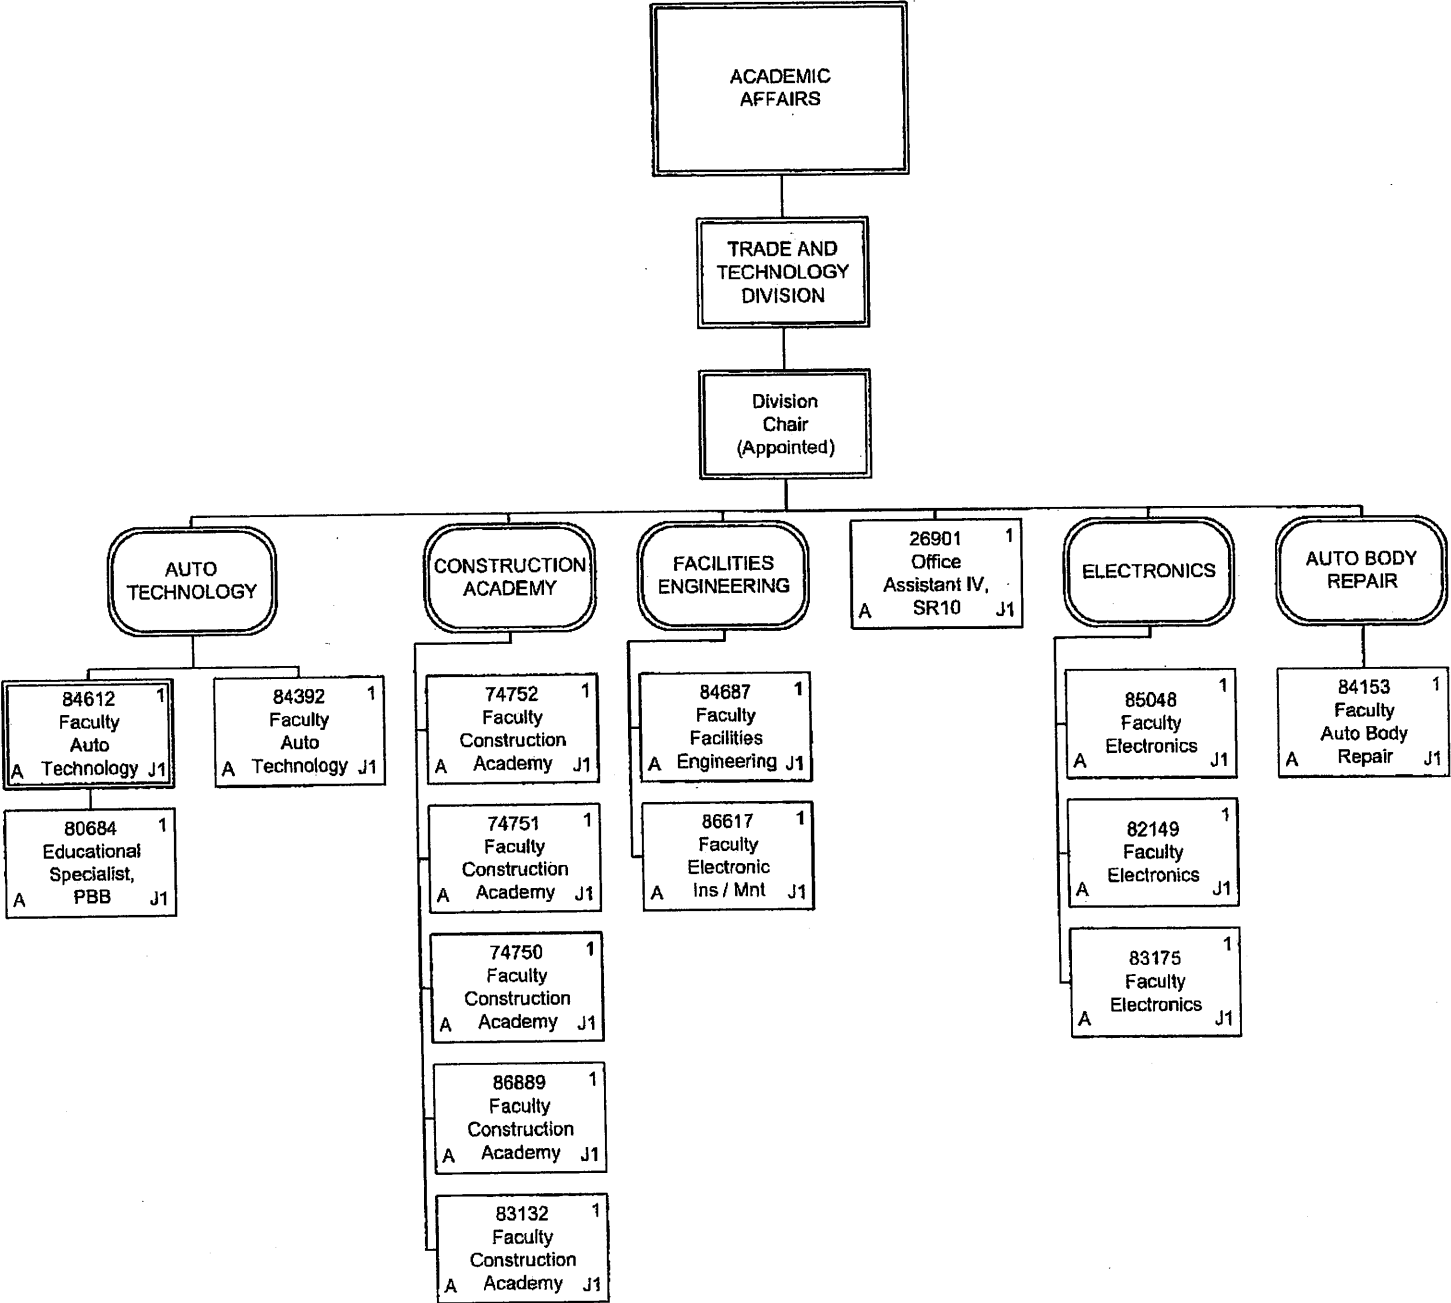 ACADEMIC
AFFAIRS
TRADE AND
TECHNOLOGY
DIVISION
Division
Chair
(Appointed)
AUTO
TECHNOLOGY
CONSTRUCTION
ACADEMY
FACILITIES
ENGINEERING
26901 1
Office
Assistant IV,
A SR10 J1
ELECTRONICS
AUTO BODY
REPAIR
84612 1
Faculty
Auto
A Technology J1
84392 1
Faculty
Auto
A Technology J1
80684 1
Educational
Specialist,
A PBB J1
74752 1
Faculty
Construction
A Academy J1
74751 1
Faculty
Construction
A Academy J1
74750 1
Faculty
Construction
A Academy J1
86889 1
Faculty
Construction
A Academy J1
83132 1
Faculty
Construction
A Academy J1
84687 1
Faculty
Facilities
A Engineering J1
86617 1
Faculty
Electronic
A Ins / Mnt J1
85048 1
Faculty
Electronics
A J1
82149 1
Faculty
Electronics
A J1
83175 1
Faculty
Electronics
A J1
84153 1
Faculty
Auto Body
A Repair J1